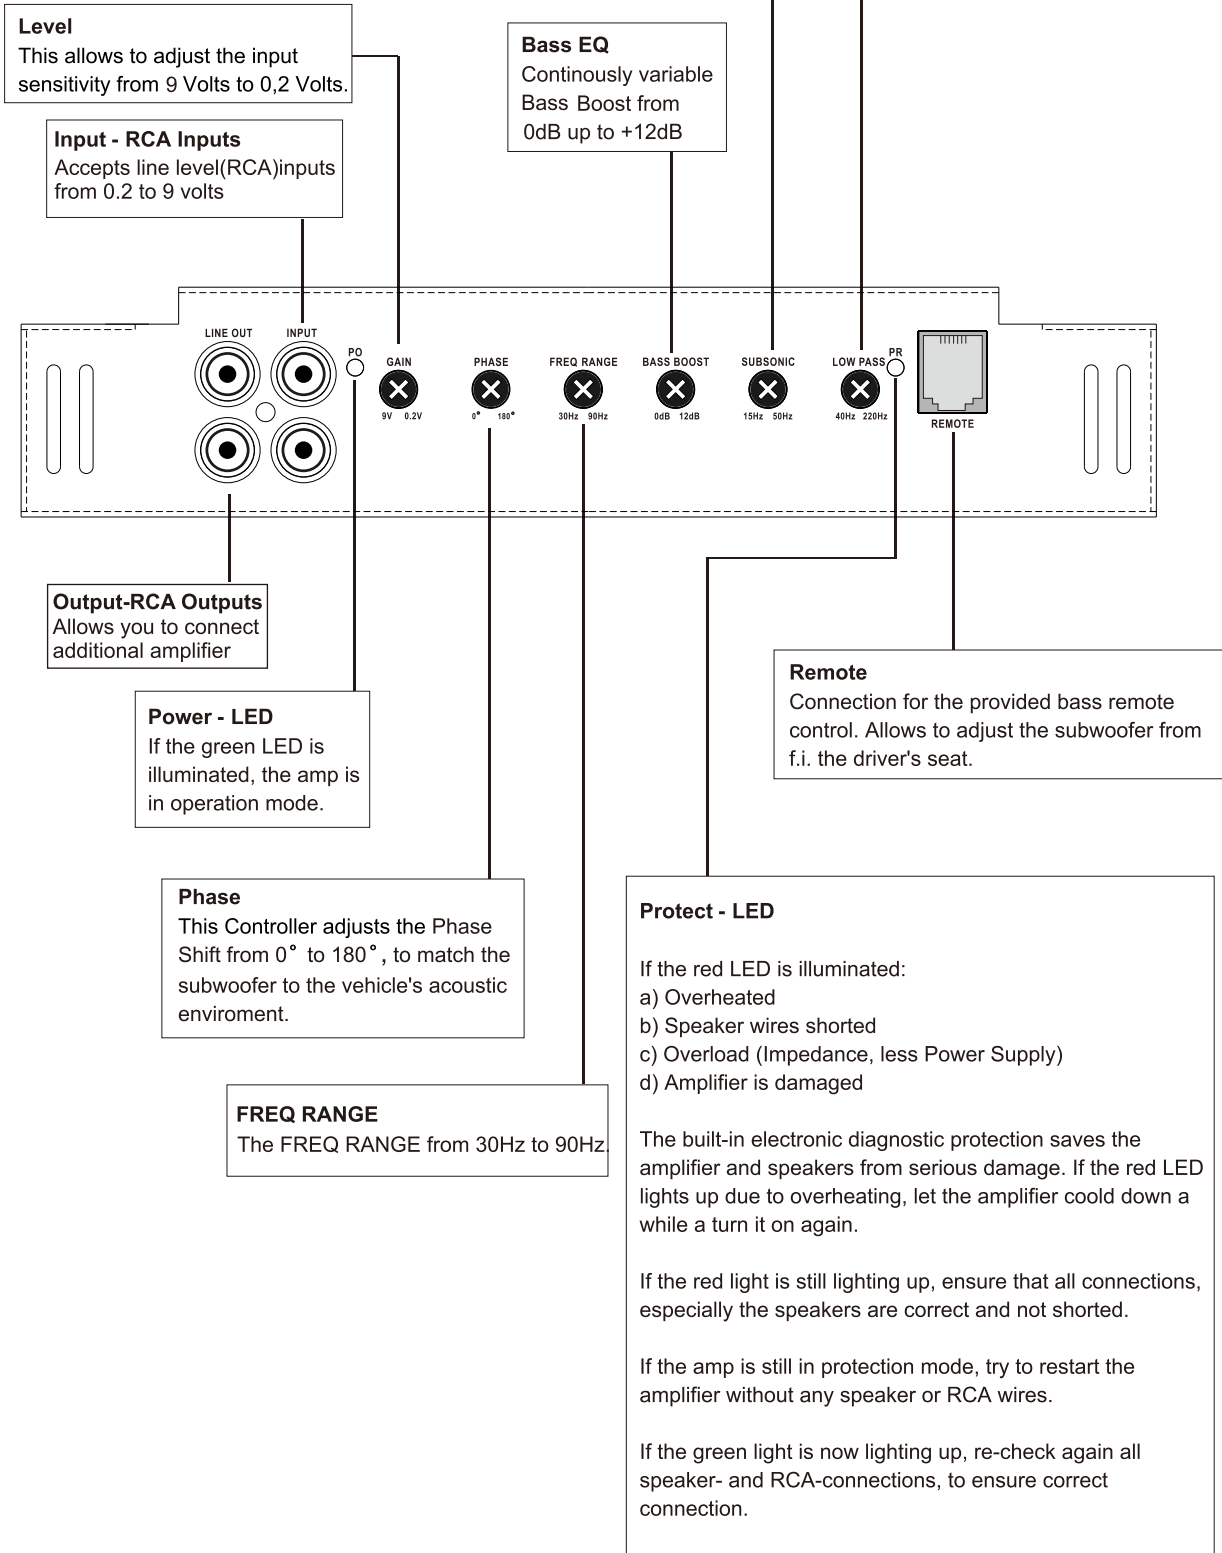 Level
This allows to adjust the input
sensitivity from 9 Volts to 0,2 Volts.
Bass EQ
Continously variable
Bass Boost from
0dB up to +12dB
Input - RCA Inputs
Accepts line level(RCA)inputs
from 0.2 to 9 volts
LINE OUT
INPUT
PO
GAIN
9V 0.2V
PHASE
0° 180°
FREQ RANGE
30Hz 90Hz
BASS BOOST
0dB 12dB
SUBSONIC
15Hz 50Hz
LOW PASS
40Hz 220Hz
PR
REMOTE
Output-RCA Outputs
Allows you to connect
additional amplifier
Power - LED
If the green LED is
illuminated, the amp is
in operation mode.
Remote
Connection for the provided bass remote
control. Allows to adjust the subwoofer from
f.i. the driver's seat.
Phase
This Controller adjusts the Phase
Shift from 0° to 180°, to match the
subwoofer to the vehicle's acoustic
enviroment.
FREQ RANGE
The FREQ RANGE from 30Hz to 90Hz.
Protect - LED
If the red LED is illuminated:
a) Overheated
b) Speaker wires shorted
c) Overload (Impedance, less Power Supply)
d) Amplifier is damaged
The built-in electronic diagnostic protection saves the
amplifier and speakers from serious damage. If the red LED
lights up due to overheating, let the amplifier coold down a
while a turn it on again.
If the red light is still lighting up, ensure that all connections,
especially the speakers are correct and not shorted.
If the amp is still in protection mode, try to restart the
amplifier without any speaker or RCA wires.
If the green light is now lighting up, re-check again all
speaker- and RCA-connections, to ensure correct
connection.